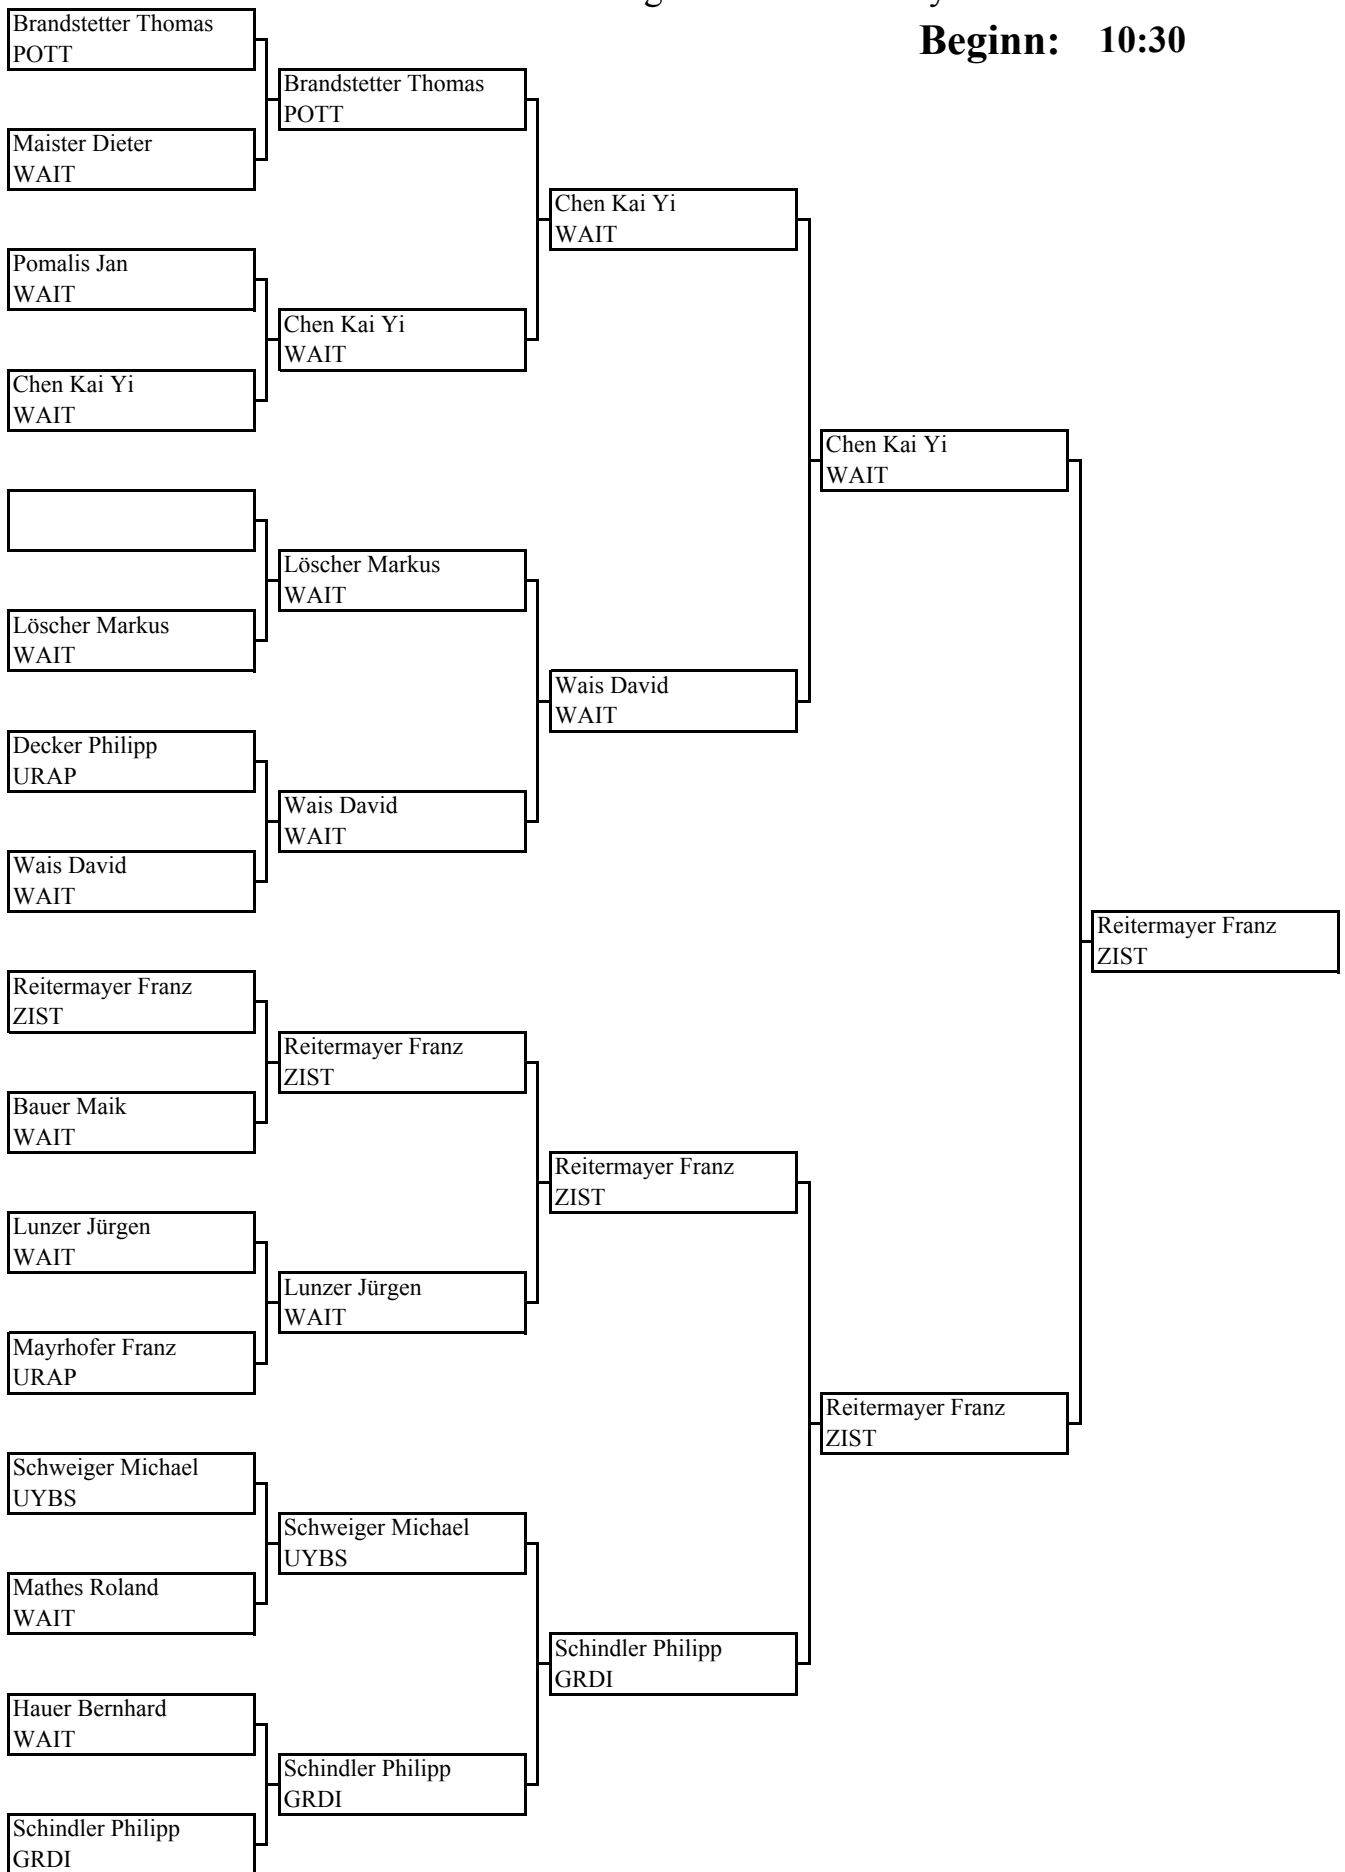 Beginn: 10:30
Brandstetter Thomas
POTT
Maister Dieter
WAIT
Pomalis Jan
WAIT
Chen Kai Yi
WAIT
Löscher Markus
WAIT
Decker Philipp
URAP
Wais David
WAIT
Reitermayer Franz
ZIST
Bauer Maik
WAIT
Lunzer Jürgen
WAIT
Mayrhofer Franz
URAP
Schweiger Michael
UYBS
Mathes Roland
WAIT
Hauer Bernhard
WAIT
Schindler Philipp
GRDI
Brandstetter Thomas
POTT
Chen Kai Yi
WAIT
Löscher Markus
WAIT
Wais David
WAIT
Reitermayer Franz
ZIST
Lunzer Jürgen
WAIT
Schweiger Michael
UYBS
Schindler Philipp
GRDI
Chen Kai Yi
WAIT
Wais David
WAIT
Reitermayer Franz
ZIST
Schindler Philipp
GRDI
Chen Kai Yi
WAIT
Reitermayer Franz
ZIST
Reitermayer Franz
ZIST